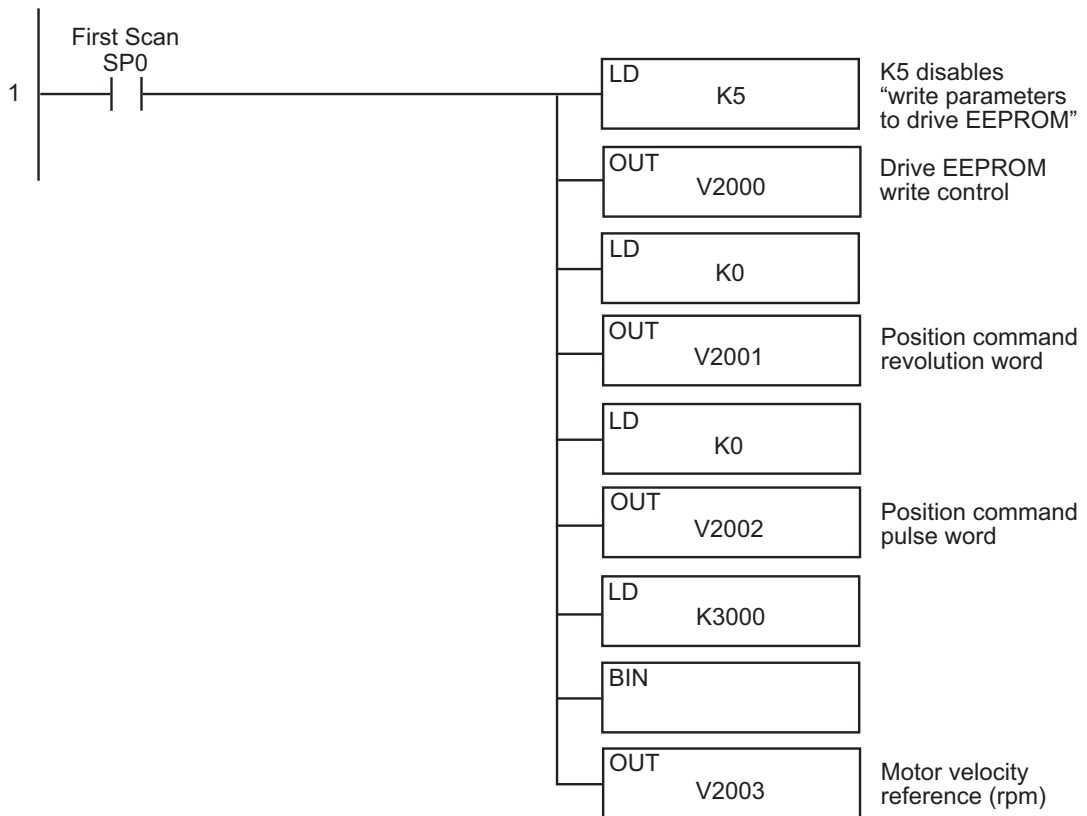 First Scan
SP0
1
LD
K5
K5 disables
“write parameters
to drive EEPROM”
OUT
V2000
Drive EEPROM
write control
LD
K0
OUT
V2001
Position command
revolution word
LD
K0
OUT
V2002
Position command
pulse word
LD
K3000
BIN
OUT
V2003
Motor velocity
reference (rpm)